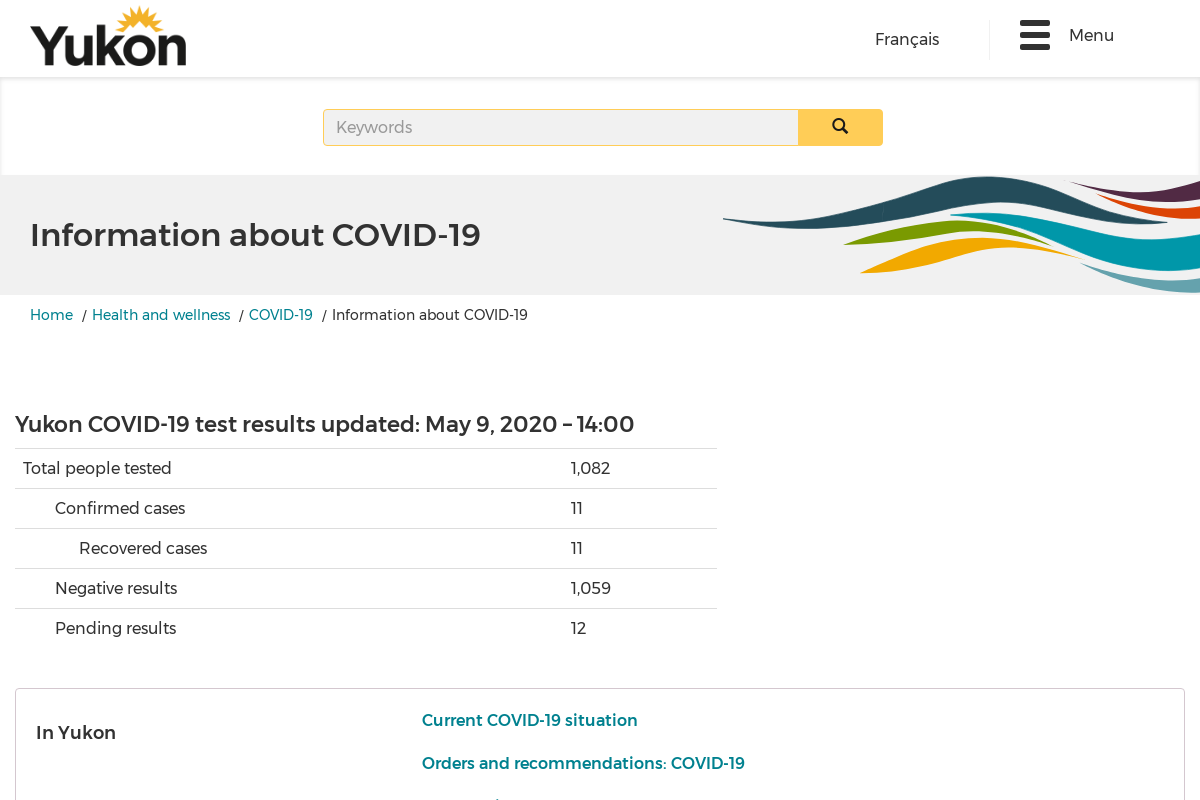 Yukon
Français
Menu
Keywords
Information about COVID-19
Home / Health and wellness / COVID-19 / Information about COVID-19
Yukon COVID-19 test results updated: May 9, 2020 – 14:00
Total people tested 1,082
Confirmed cases 11
Recovered cases 11
Negative results 1,059
Pending results 12
In Yukon
Current COVID-19 situation
Orders and recommendations: COVID-19